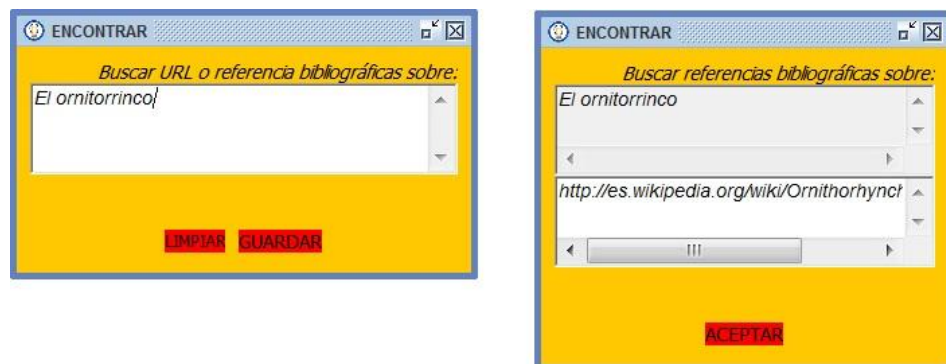 ENCONTRAR
Buscar URL o referencia bibliográficas sobre:
El ornitorrinco
LIMPIAR GUARDAR
ENCONTRAR
Buscar referencias bibliográficas sobre:
El ornitorrinco
http://es.wikipedia.org/wiki/Ornithorhynch
ACEPTAR